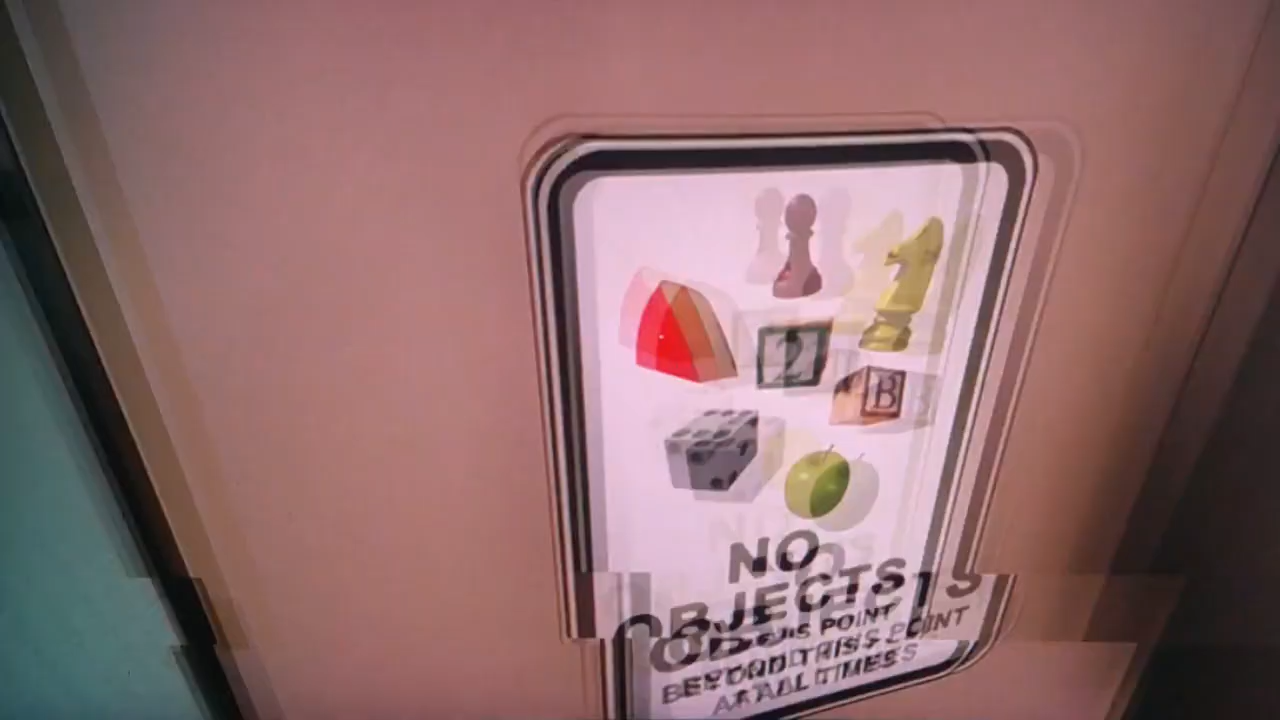 2
B
NO
OBJECTS
BEYOND THIS POINT
AT ALL TIMES